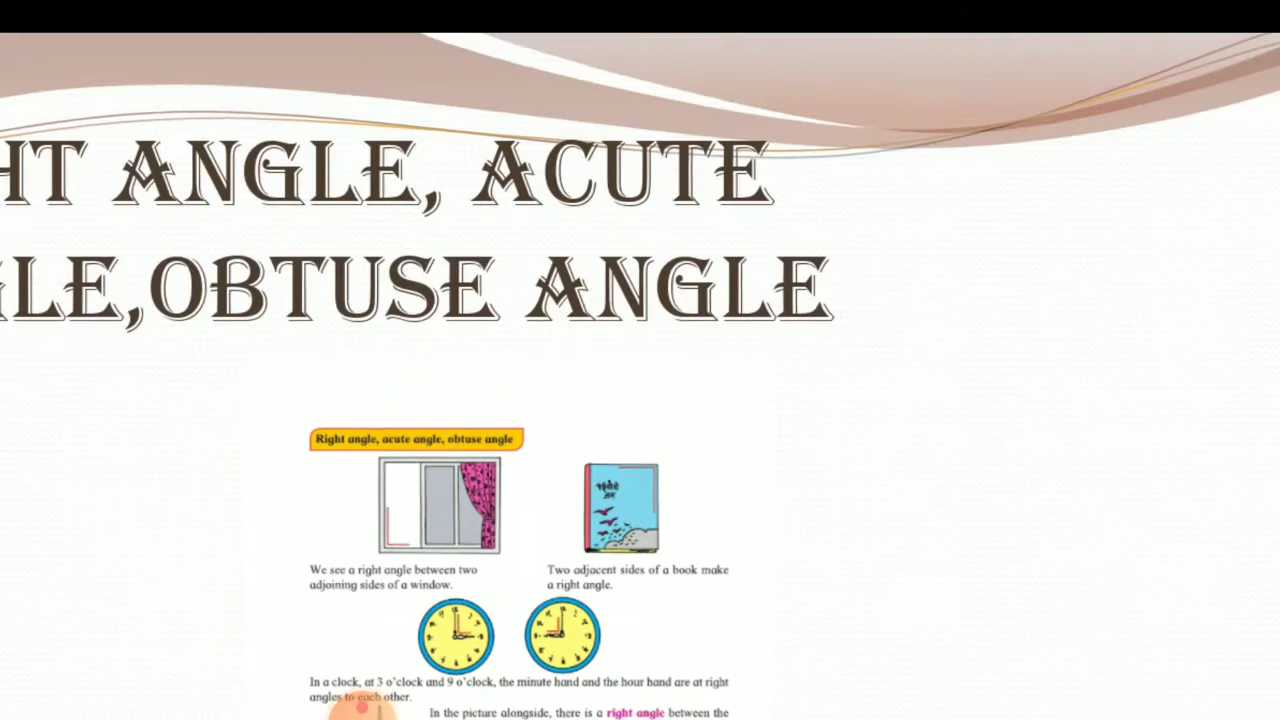 HT ANGLE, ACUTE
GLE,OBTUSE ANGLE
Right angle, acute angle, obtuse angle
We see a right angle between two
adjoining sides of a window.
Two adjacent sides of a book make
a right angle.
In a clock, at 3 o'clock and 9 o'clock, the minute hand and the hour hand are at right
angles to each other.
In the picture alongside, there is a right angle between the